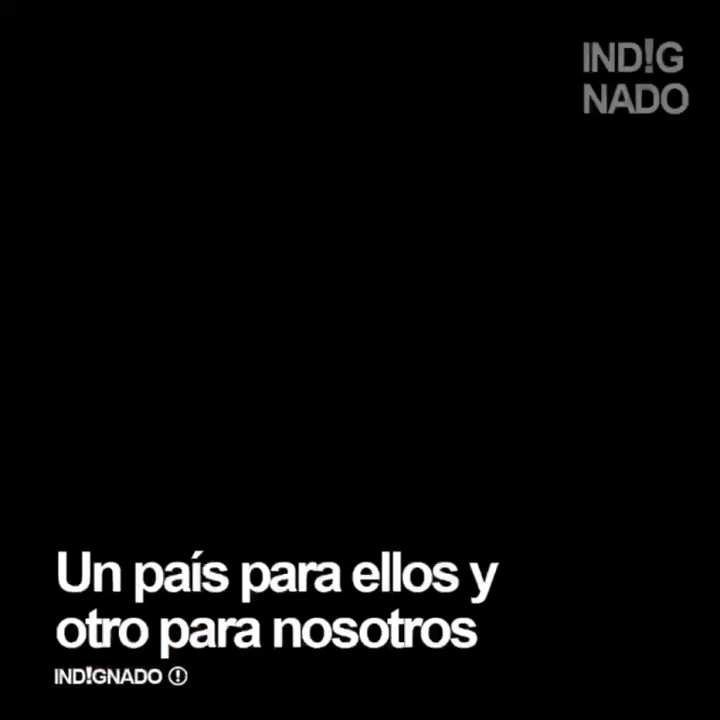 IND!G
NADO
Un país para ellos y
otro para nosotros
IND!GNADO !